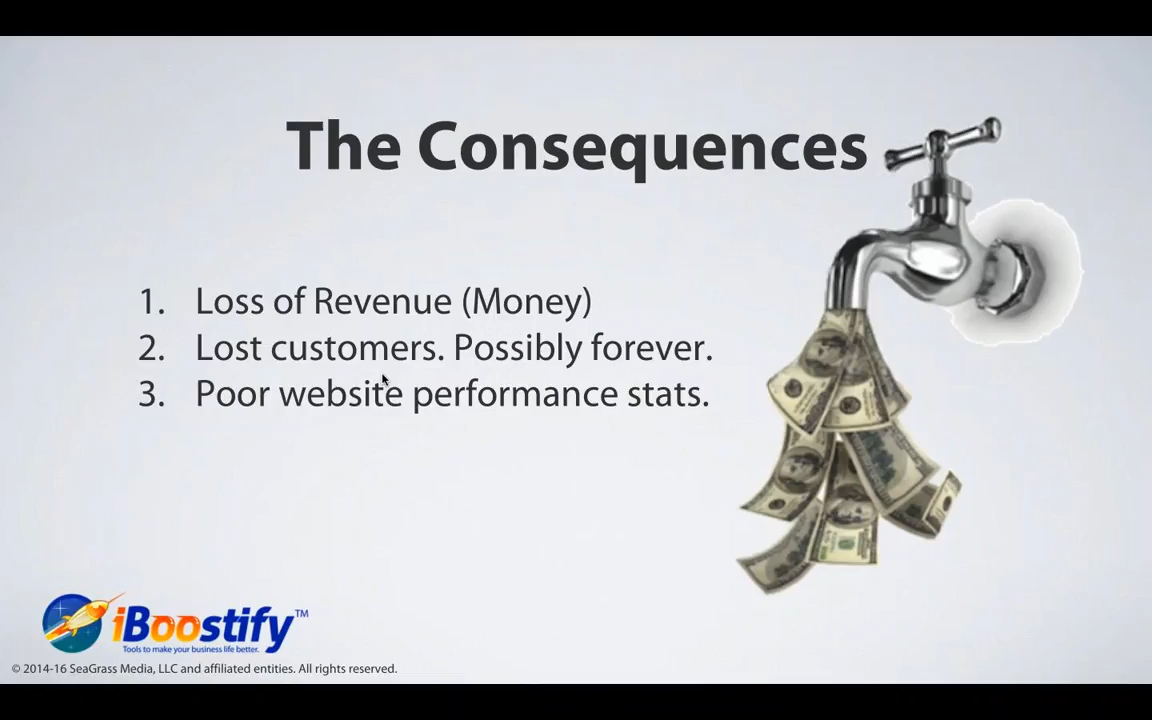 The Consequences
1. Loss of Revenue (Money)
2. Lost customers. Possibly forever.
3. Poor website performance stats.
iBoostify™
Tools to make your business life better.
© 2014-16 SeaGrass Media, LLC and affiliated entities. All rights reserved.